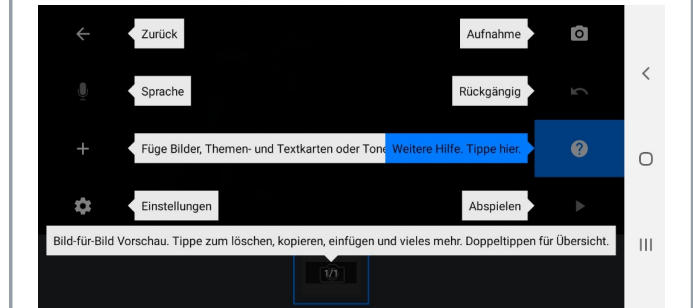 Zurück
Aufnahme
Sprache
Rückgängig
Füge Bilder, Themen- und Textkarten oder Tone
Weitere Hilfe. Tippe hier.
Einstellungen
Abspielen
Bild-für-Bild Vorschau. Tippe zum löschen, kopieren, einfügen und vieles mehr. Doppeltippen für Übersicht.
1/1